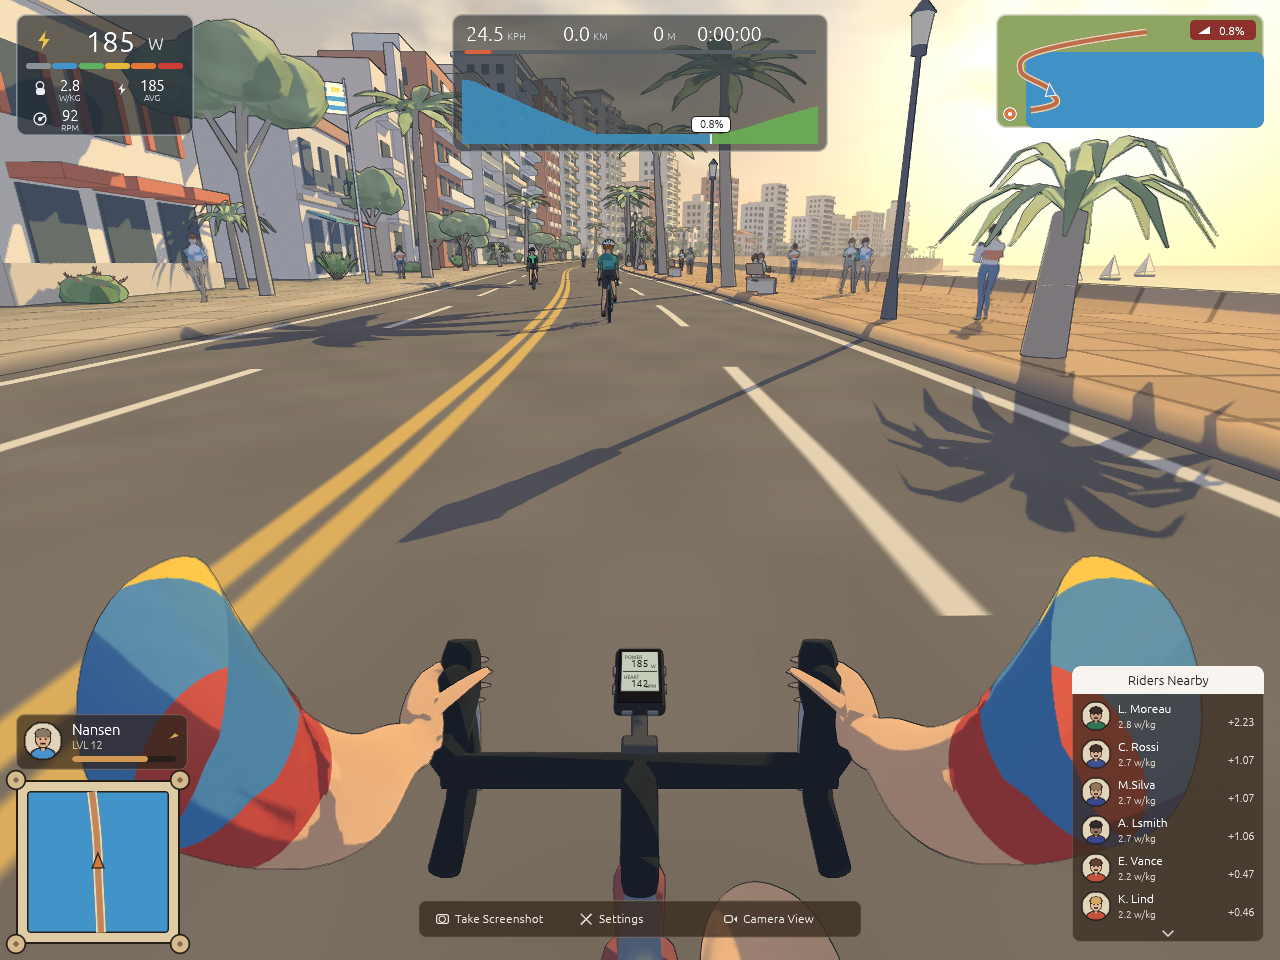 185 W
2.8 W/KG
185 AVG
92 RPM
24.5 KPH 0.0 KM 0 M 0:00:00
0.8%
0.8%
POWER
185 W
HEART
142 BPM
Nansen
LVL 12
Riders Nearby
L. Moreau
2.8 w/kg +2.23
C. Rossi
2.7 w/kg +1.07
M.Silva
2.7 w/kg +1.07
A. Lsmith
2.7 w/kg +1.06
E. Vance
2.2 w/kg +0.47
K. Lind
2.2 w/kg +0.46
Take Screenshot Settings Camera View